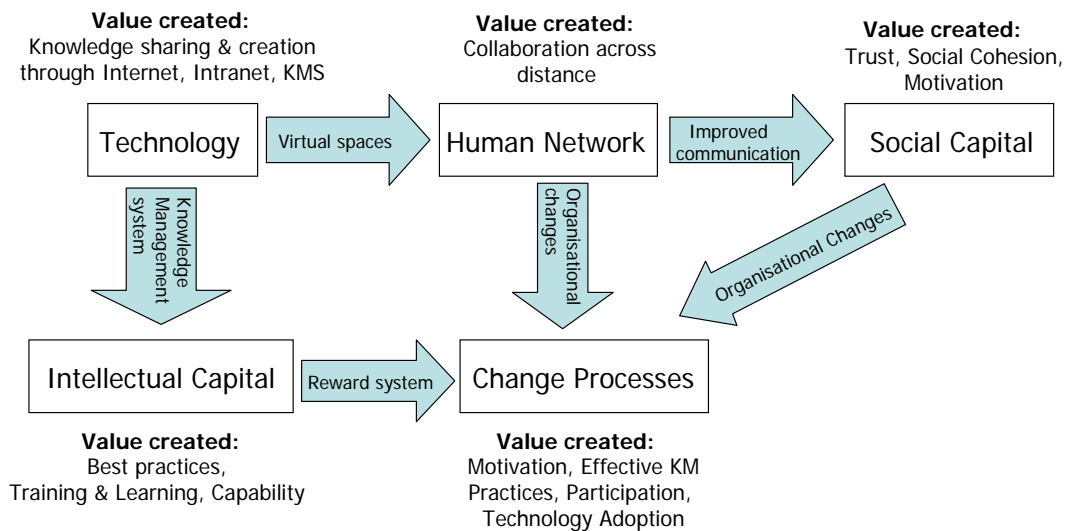 Value created:
Knowledge sharing & creation
through Internet, Intranet, KMS
Value created:
Collaboration across
distance
Value created:
Trust, Social Cohesion,
Motivation
Technology
Virtual spaces
Human Network
Improved
communication
Social Capital
Knowledge
Management
system
Organisational
changes
Organisational Changes
Intellectual Capital
Reward system
Change Processes
Value created:
Best practices,
Training & Learning, Capability
Value created:
Motivation, Effective KM
Practices, Participation,
Technology Adoption